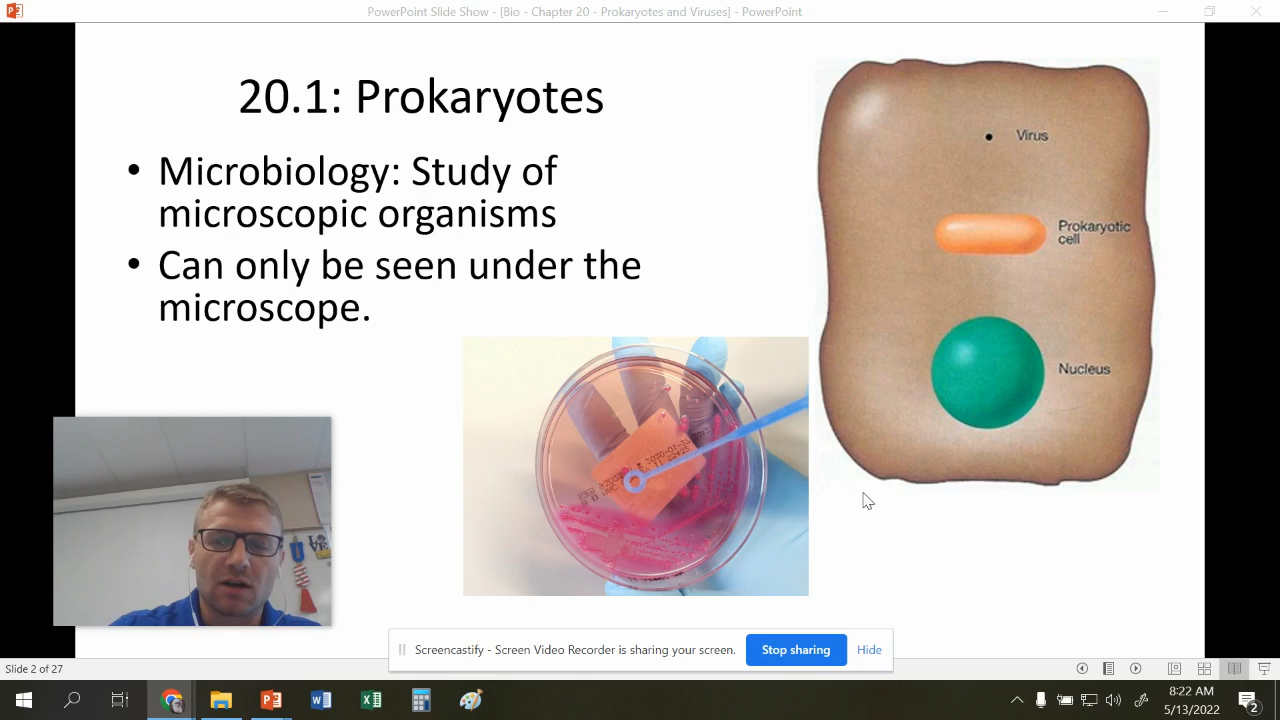 PowerPoint Slide Show - [Bio - Chapter 20 - Prokaryotes and Viruses] - PowerPoint
20.1: Prokaryotes
• Microbiology: Study of
microscopic organisms
• Can only be seen under the
microscope.
Virus
Prokaryotic
cell
Nucleus
Screencastify - Screen Video Recorder is sharing your screen.
Stop sharing
Hide
Slide 2 of 27
8:22 AM
5/13/2022
2